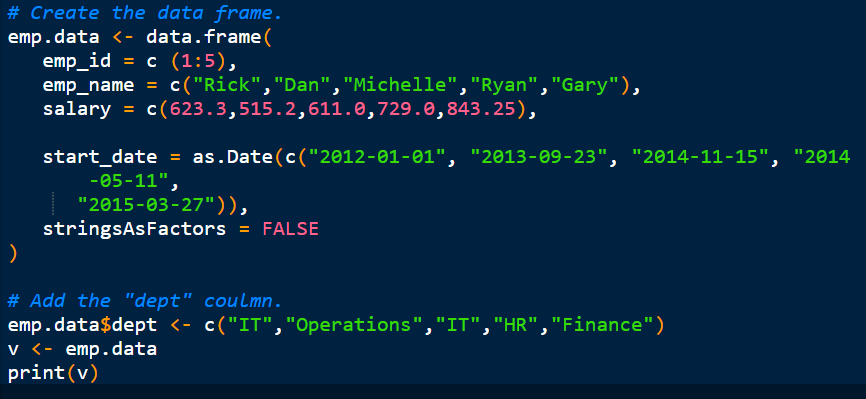 # Create the data frame.
emp.data <- data.frame(
   emp_id = c (1:5),
   emp_name = c("Rick","Dan","Michelle","Ryan","Gary"),
   salary = c(623.3,515.2,611.0,729.0,843.25),
   start_date = as.Date(c("2012-01-01", "2013-09-23", "2014-11-15", "2014
-05-11",
      "2015-03-27")),
   stringsAsFactors = FALSE
)
# Add the "dept" coulmn.
emp.data$dept <- c("IT","Operations","IT","HR","Finance")
v <- emp.data
print(v)